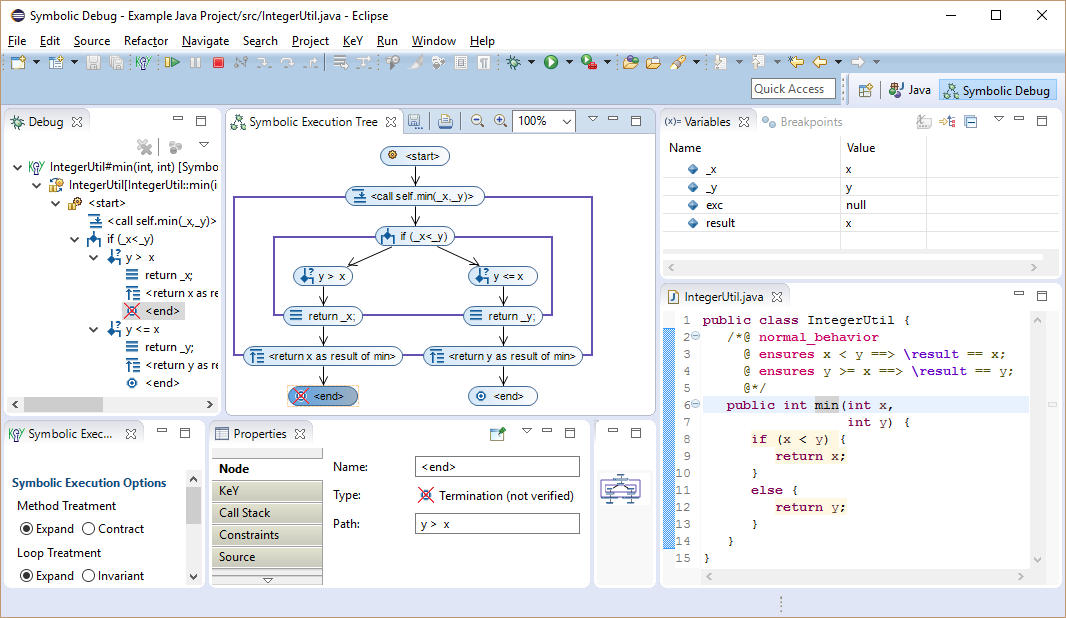 Symbolic Debug - Example Java Project/src/IntegerUtil.java - Eclipse
File Edit Source Refactor Navigate Search Project KeY Run Window Help
Quick Access
Java
Symbolic Debug
Debug
IntegerUtil#min(int, int) [Symbo
IntegerUtil[IntegerUtil::min(i
<start>
<call self.min(_x,_y)>
if (_x<_y)
y > x
return _x;
<return x as re
<end>
y <= x
return _y;
<return y as re
<end>
Symbolic Execution Tree
100%
<start>
<call self.min(_x,_y)>
if (_x<_y)
y > x
y <= x
return _x;
return _y;
<return x as result of min>
<return y as result of min>
<end>
<end>
(x)= Variables
Breakpoints
Name Value
_x x
_y y
exc null
result x
IntegerUtil.java
1 public class IntegerUtil {
2 /*@ normal_behavior
3 @ ensures x < y ==> \result == x;
4 @ ensures y >= x ==> \result == y;
5 @*/
6 public int min(int x,
7 int y) {
8 if (x < y) {
9 return x;
10 }
11 else {
12 return y;
13 }
14 }
15 }
Symbolic Exec...
Symbolic Execution Options
Method Treatment
Expand Contract
Loop Treatment
Expand Invariant
Properties
Node
KeY
Call Stack
Constraints
Source
Name: <end>
Type: Termination (not verified)
Path: y > x